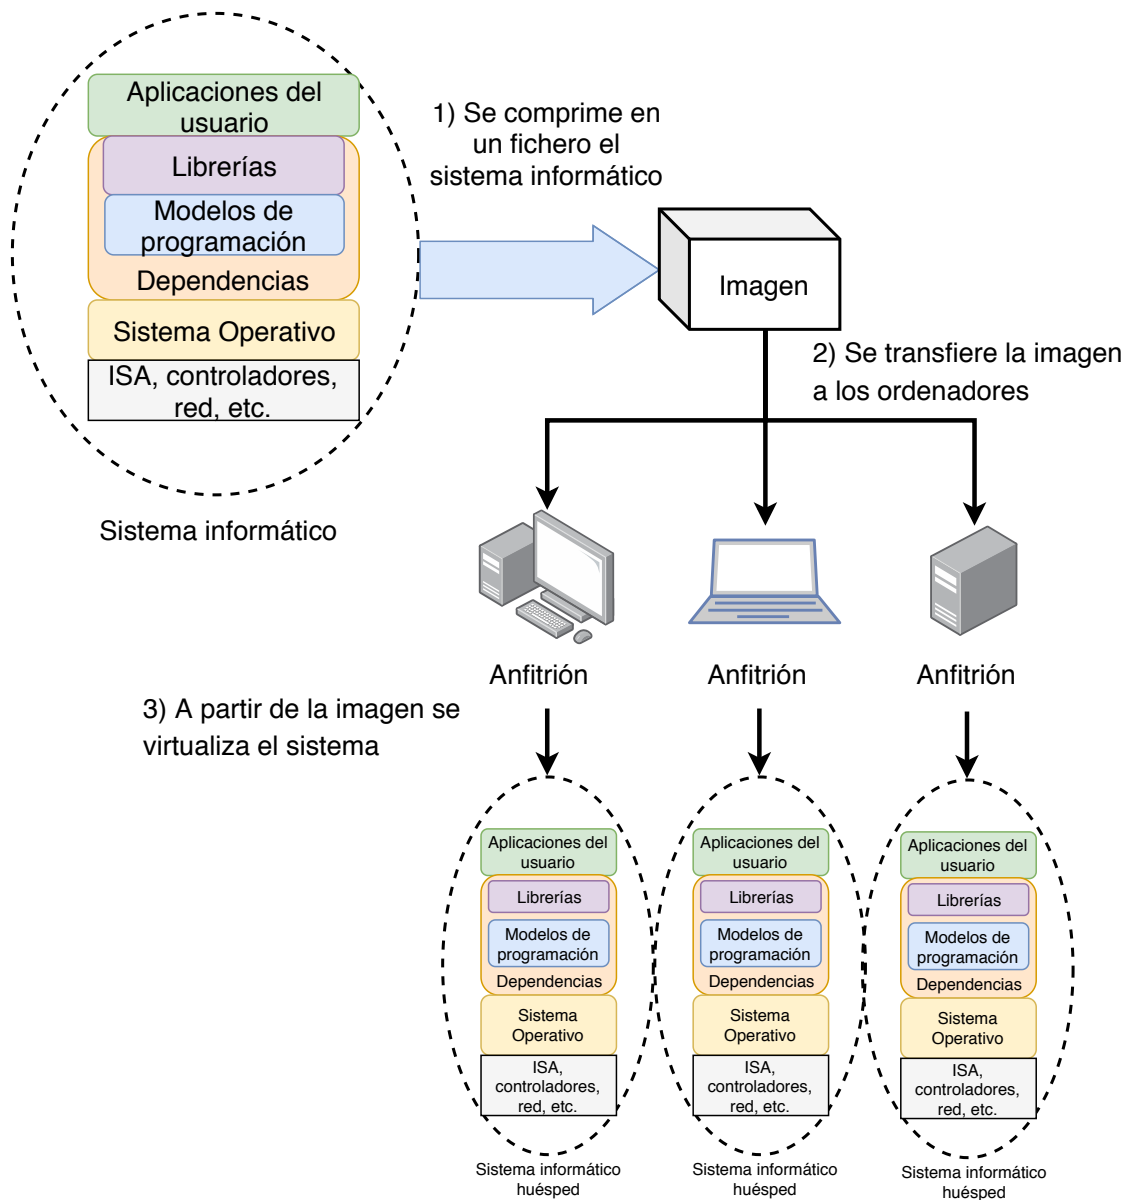 Aplicaciones del
usuario
Librerías
Modelos de
programación
Dependencias
Sistema Operativo
ISA, controladores,
red, etc.
Sistema informático
1) Se comprime en
un fichero el
sistema informático
Imagen
2) Se transfiere la imagen
a los ordenadores
Anfitrión
Anfitrión
Anfitrión
3) A partir de la imagen se
virtualiza el sistema
Aplicaciones del
usuario
Librerías
Modelos de
programación
Dependencias
Sistema
Operativo
ISA,
controladores,
red, etc.
Sistema informático
huésped
Aplicaciones del
usuario
Librerías
Modelos de
programación
Dependencias
Sistema
Operativo
ISA,
controladores,
red, etc.
Sistema informático
huésped
Aplicaciones del
usuario
Librerías
Modelos de
programación
Dependencias
Sistema
Operativo
ISA,
controladores,
red, etc.
Sistema informático
huésped